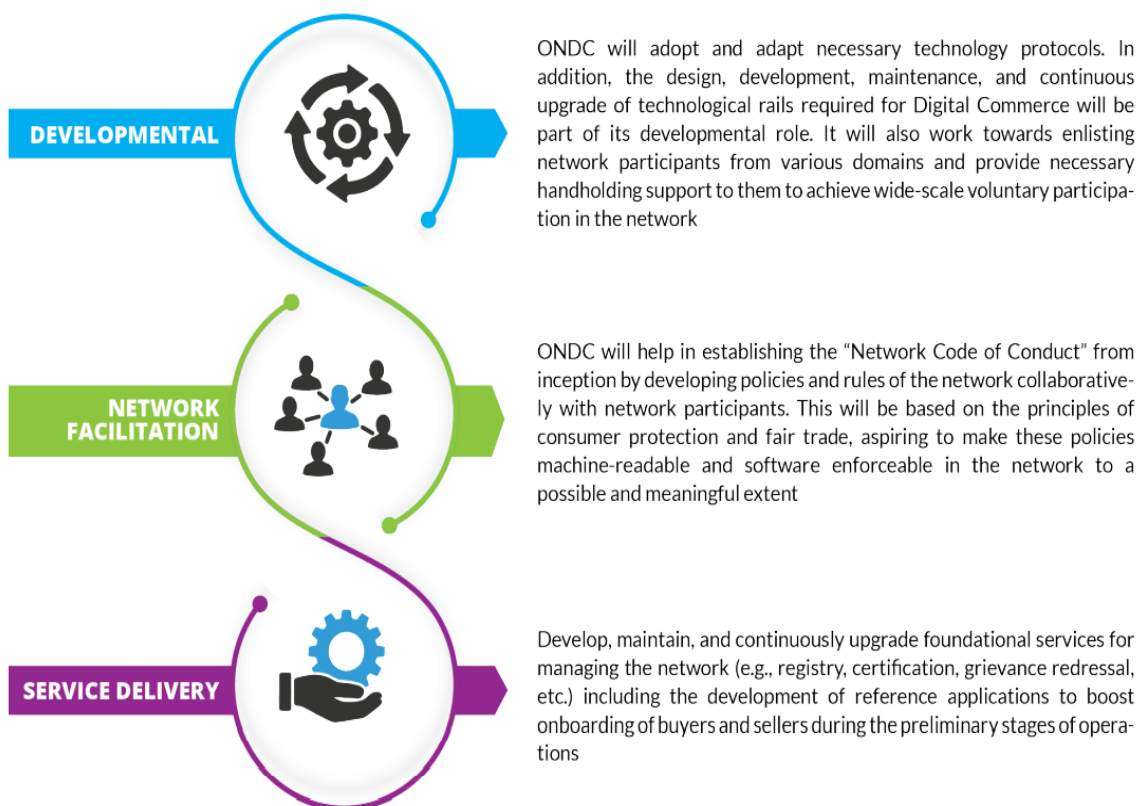 DEVELOPMENTAL
ONDC will adopt and adapt necessary technology protocols. In
addition, the design, development, maintenance, and continuous
upgrade of technological rails required for Digital Commerce will be
part of its developmental role. It will also work towards enlisting
network participants from various domains and provide necessary
handholding support to them to achieve wide-scale voluntary participa-
tion in the network
NETWORK
FACILITATION
ONDC will help in establishing the “Network Code of Conduct” from
inception by developing policies and rules of the network collaborative-
ly with network participants. This will be based on the principles of
consumer protection and fair trade, aspiring to make these policies
machine-readable and software enforceable in the network to a
possible and meaningful extent
SERVICE DELIVERY
Develop, maintain, and continuously upgrade foundational services for
managing the network (e.g., registry, certification, grievance redressal,
etc.) including the development of reference applications to boost
onboarding of buyers and sellers during the preliminary stages of opera-
tions